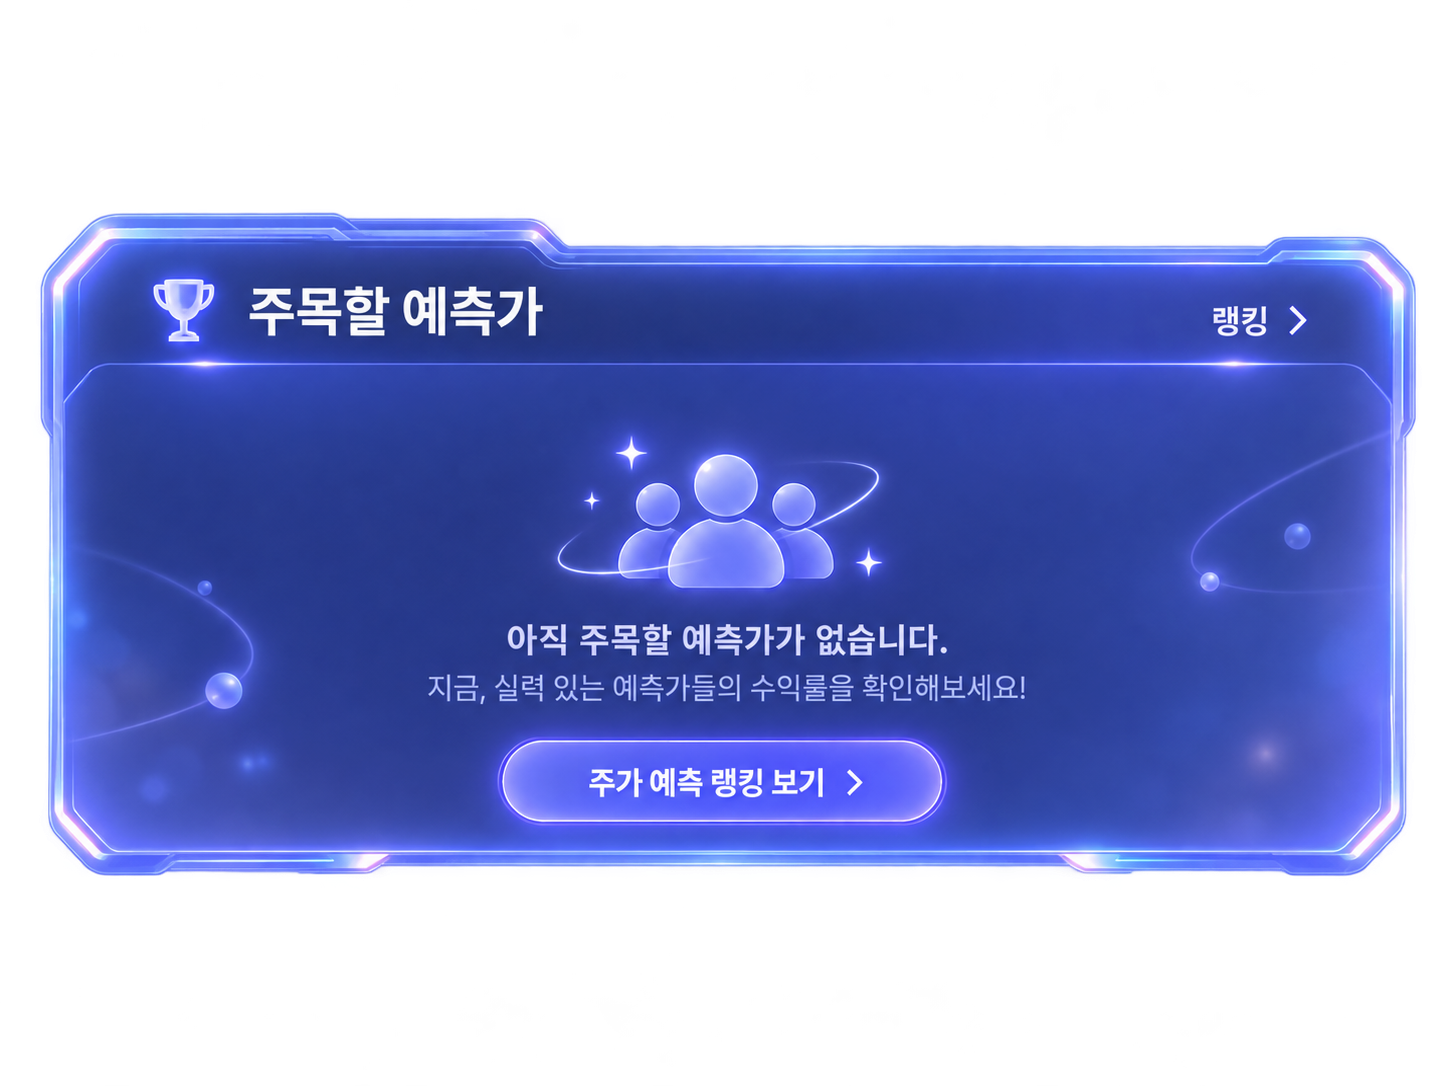 주목할 예측가
랭킹
아직 주목할 예측가가 없습니다.
지금, 실력 있는 예측가들의 수익룰을 확인해보세요!
주가 예측 랭킹 보기